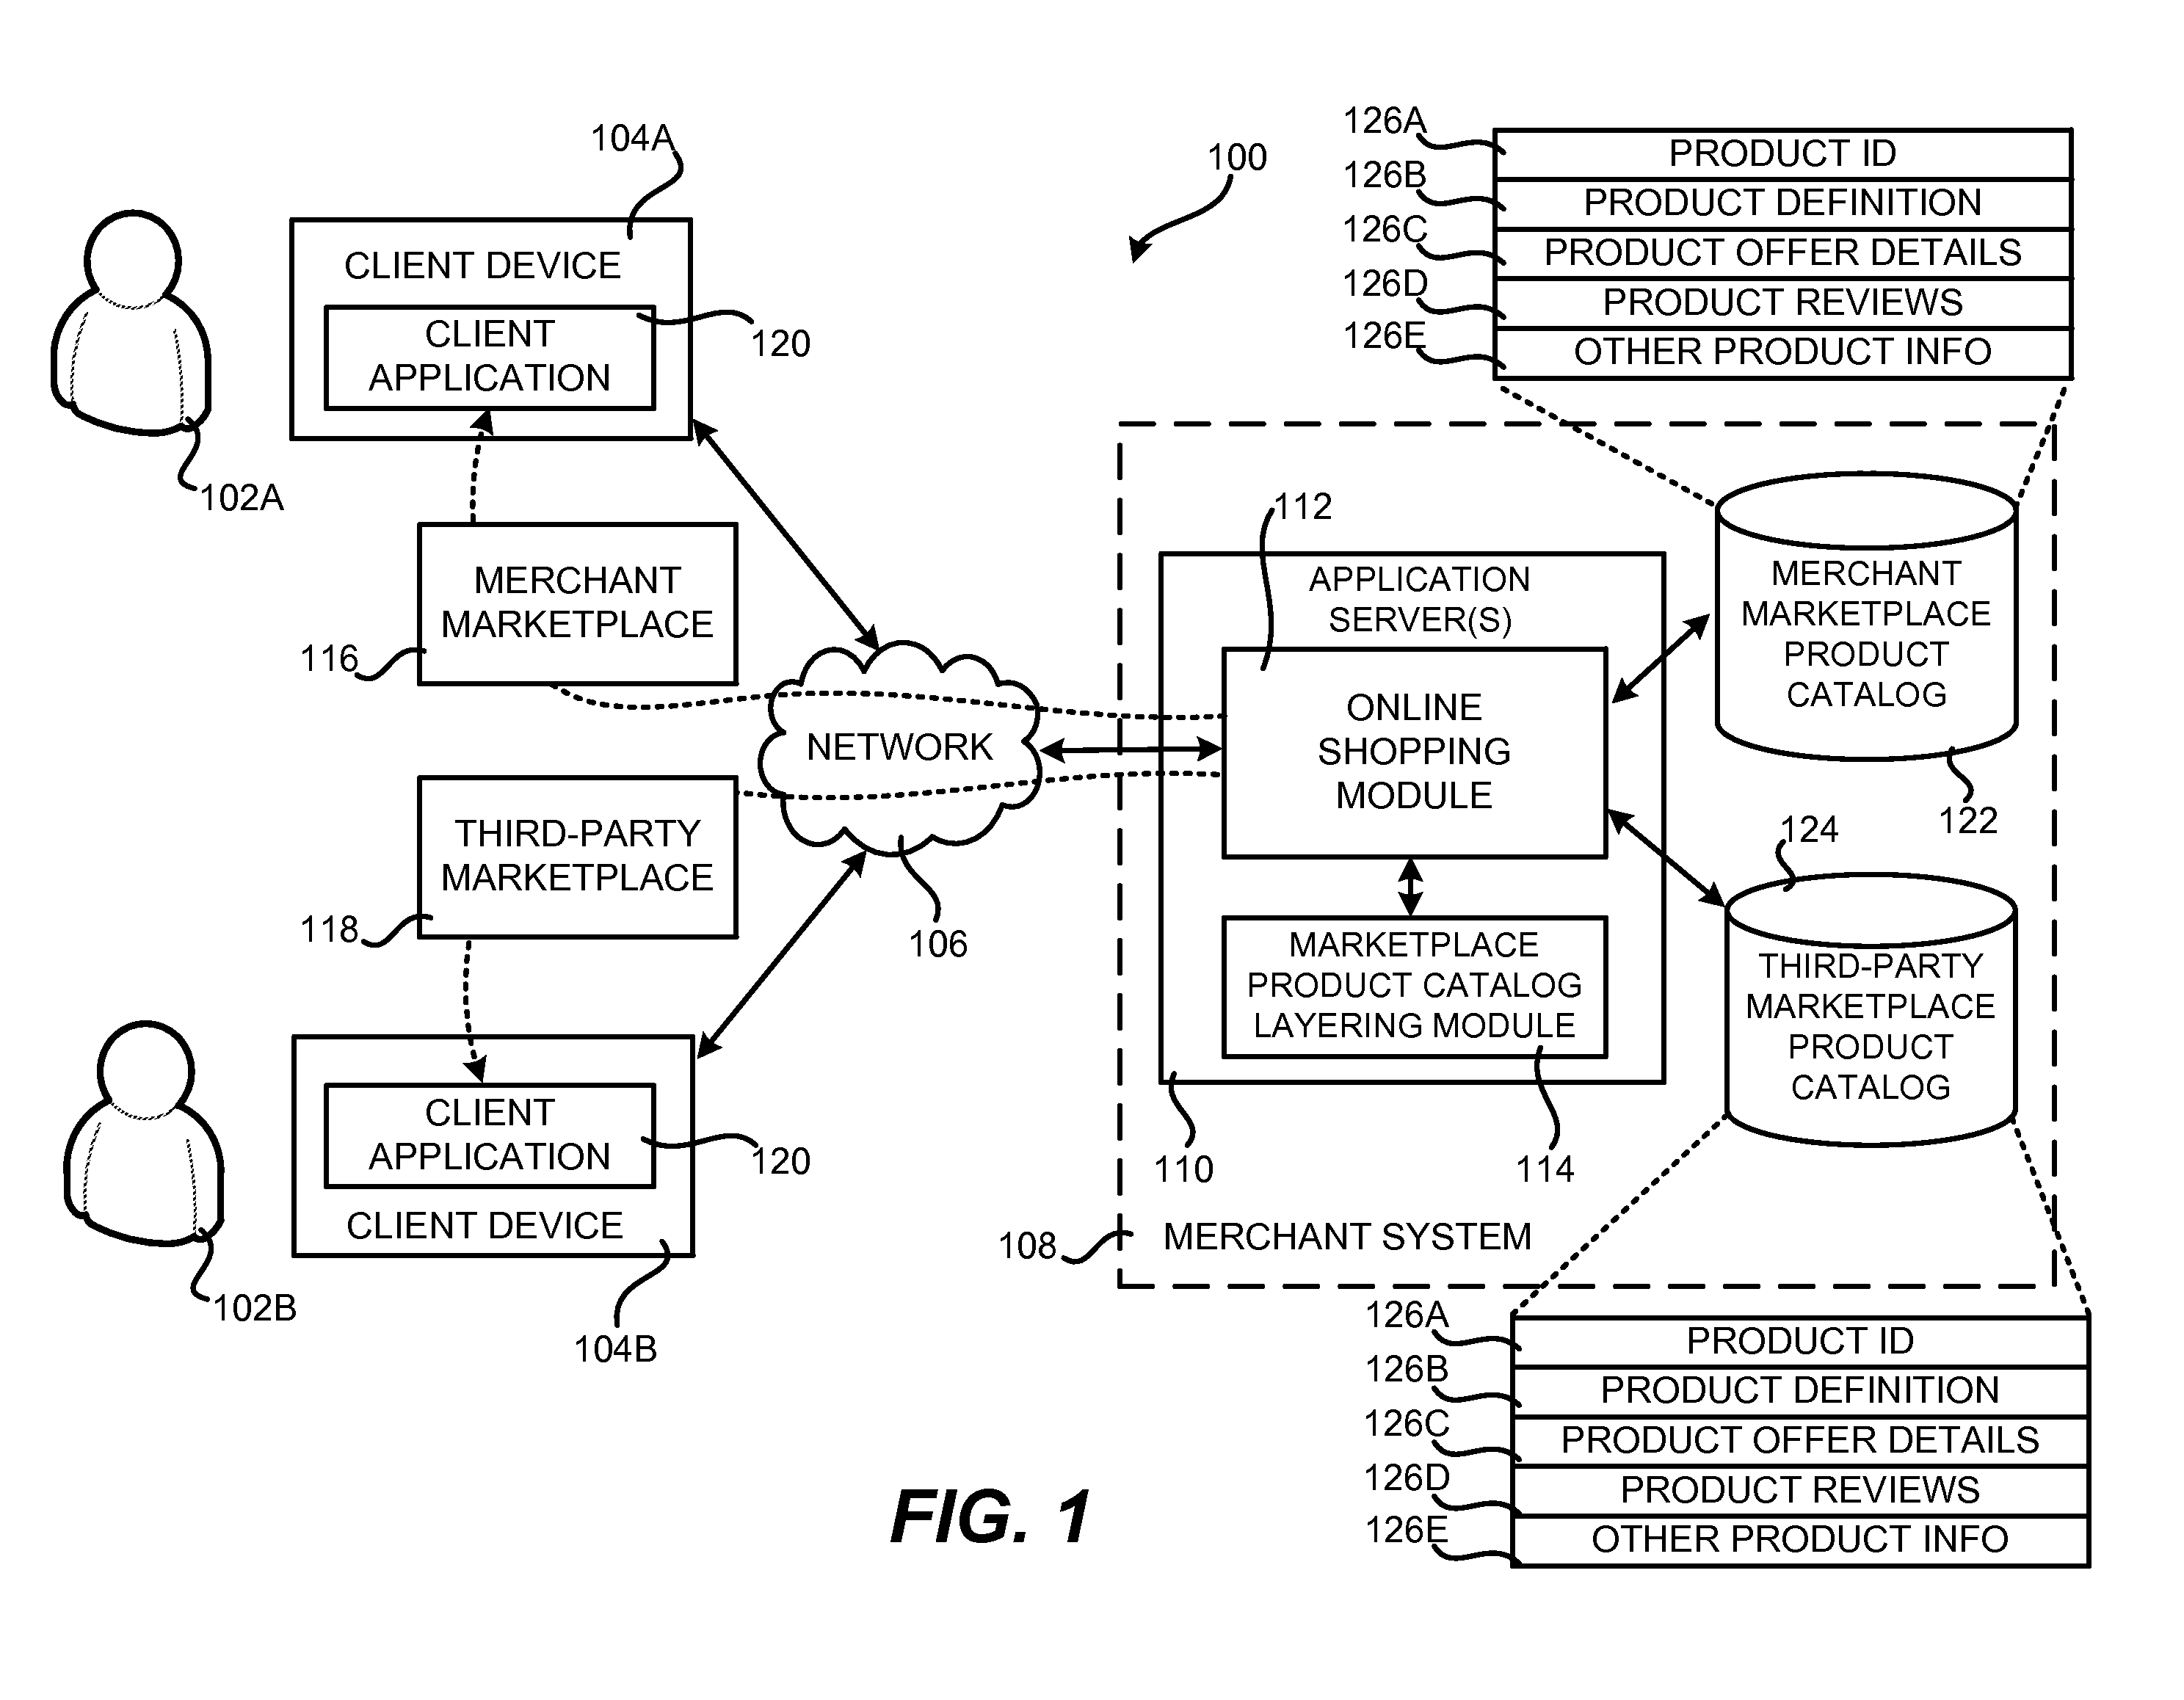 104A
CLIENT DEVICE
CLIENT
APPLICATION
120
102A
MERCHANT
MARKETPLACE
116
THIRD-PARTY
MARKETPLACE
118
CLIENT
APPLICATION
120
CLIENT DEVICE
102B
104B
NETWORK
106
100
112
APPLICATION
SERVER(S)
ONLINE
SHOPPING
MODULE
MARKETPLACE
PRODUCT CATALOG
LAYERING MODULE
110
114
108
MERCHANT SYSTEM
126A
PRODUCT ID
126B
PRODUCT DEFINITION
126C
PRODUCT OFFER DETAILS
126D
PRODUCT REVIEWS
126E
OTHER PRODUCT INFO
MERCHANT
MARKETPLACE
PRODUCT
CATALOG
122
124
THIRD-PARTY
MARKETPLACE
PRODUCT
CATALOG
126A
PRODUCT ID
126B
PRODUCT DEFINITION
126C
PRODUCT OFFER DETAILS
126D
PRODUCT REVIEWS
126E
OTHER PRODUCT INFO
FIG. 1